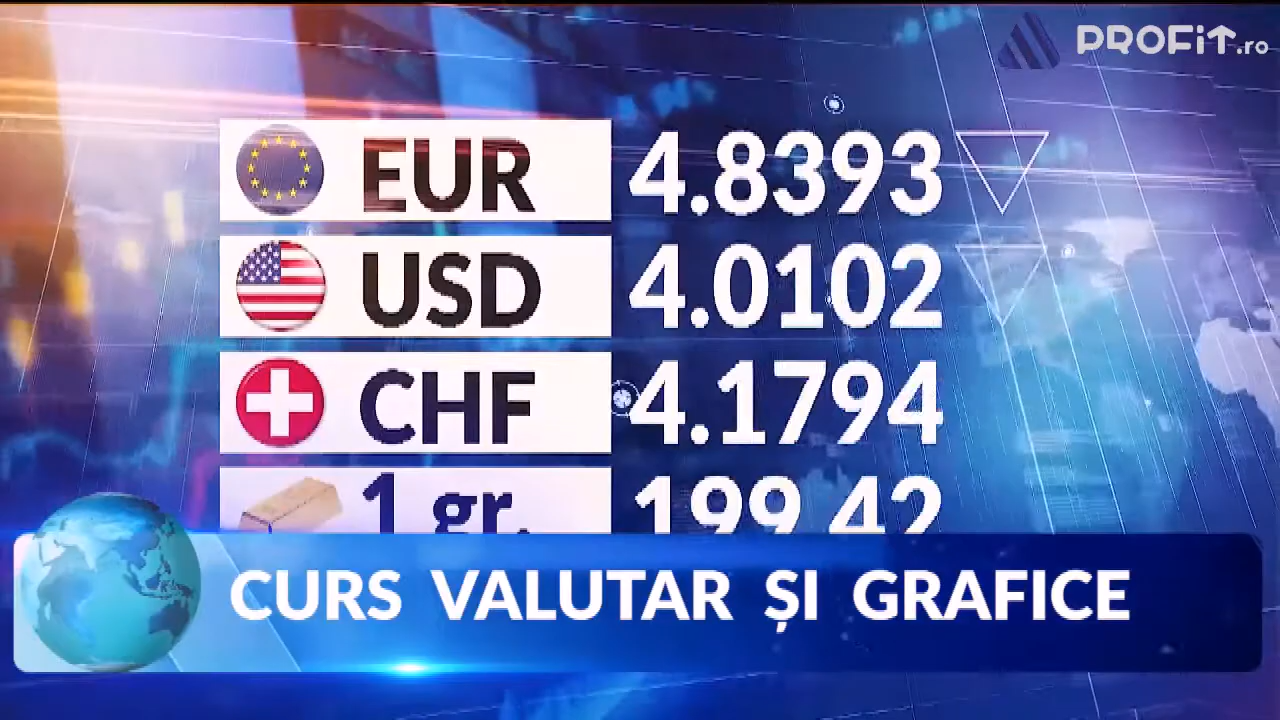 PROFIT.ro
EUR 4.8393
USD 4.0102
CHF 4.1794
1 gr. 199.42
CURS VALUTAR ȘI GRAFICE